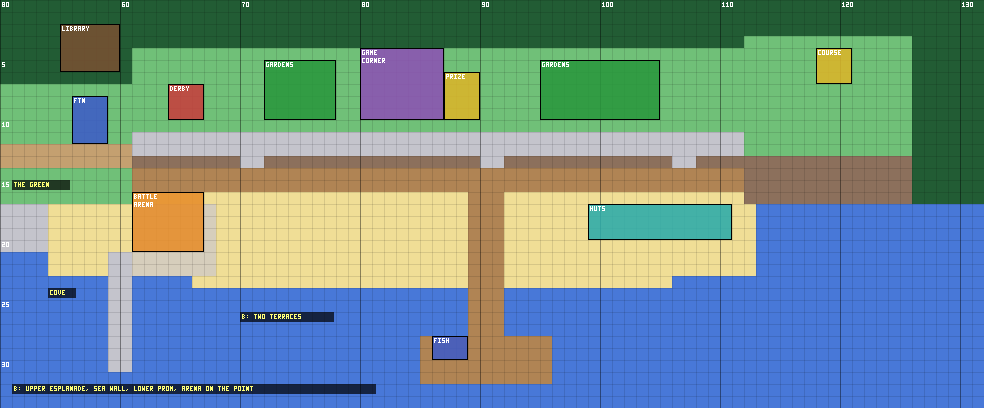 60 60 70 80 90 100 110 120 130
LIBRARY
GAME
CORNER
COURSE
5
GARDENS
GARDENS
PRIZE
DERBY
FTN
10
15
THE GREEN
BATTLE
ARENA
HUTS
20
COVE
25
B: TWO TERRACES
FISH
30
B: UPPER ESPLANADE, SEA WALL, LOWER PROM, ARENA ON THE POINT